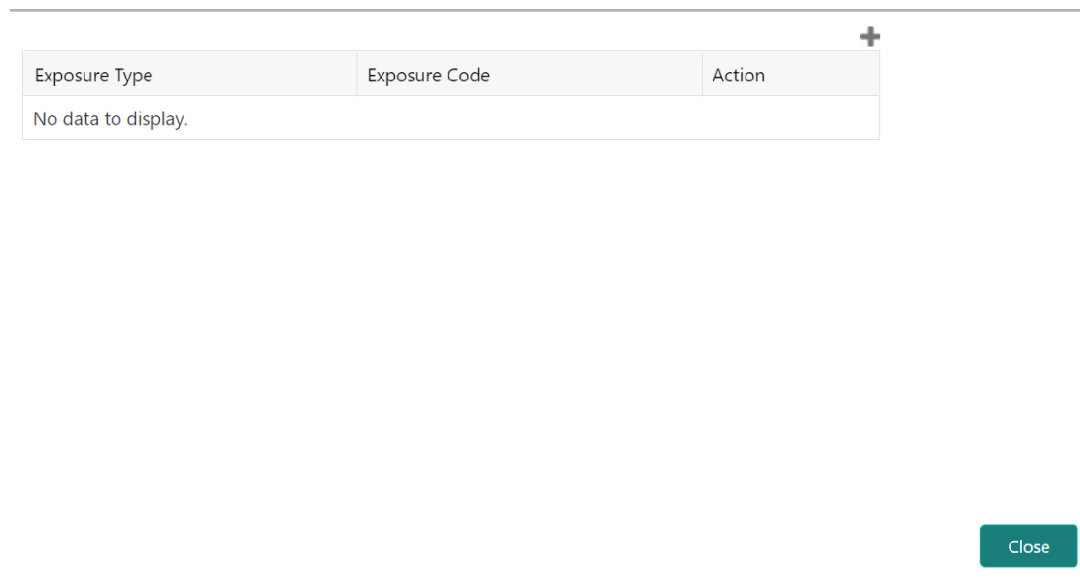 Exposure Type Exposure Code Action
No data to display.
Close